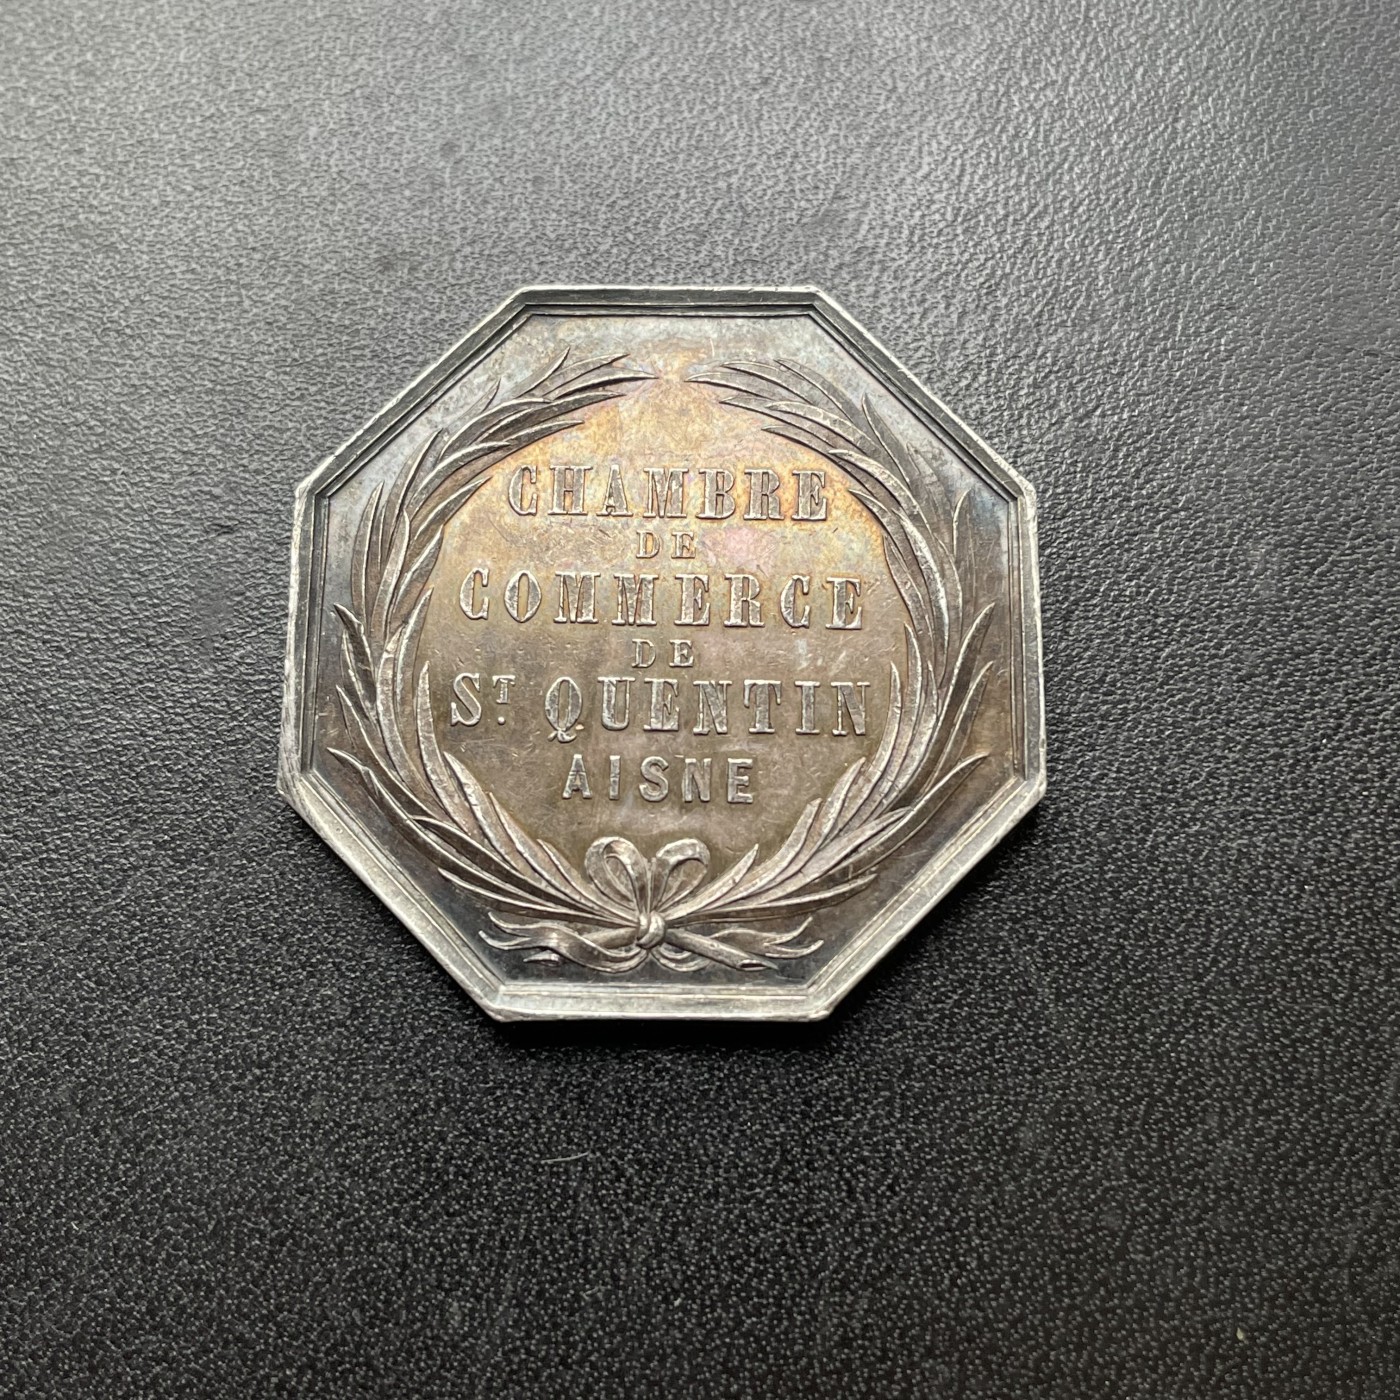 CHAMBRE
DE
COMMERCE
DE
ST. QUENTIN
AISNE